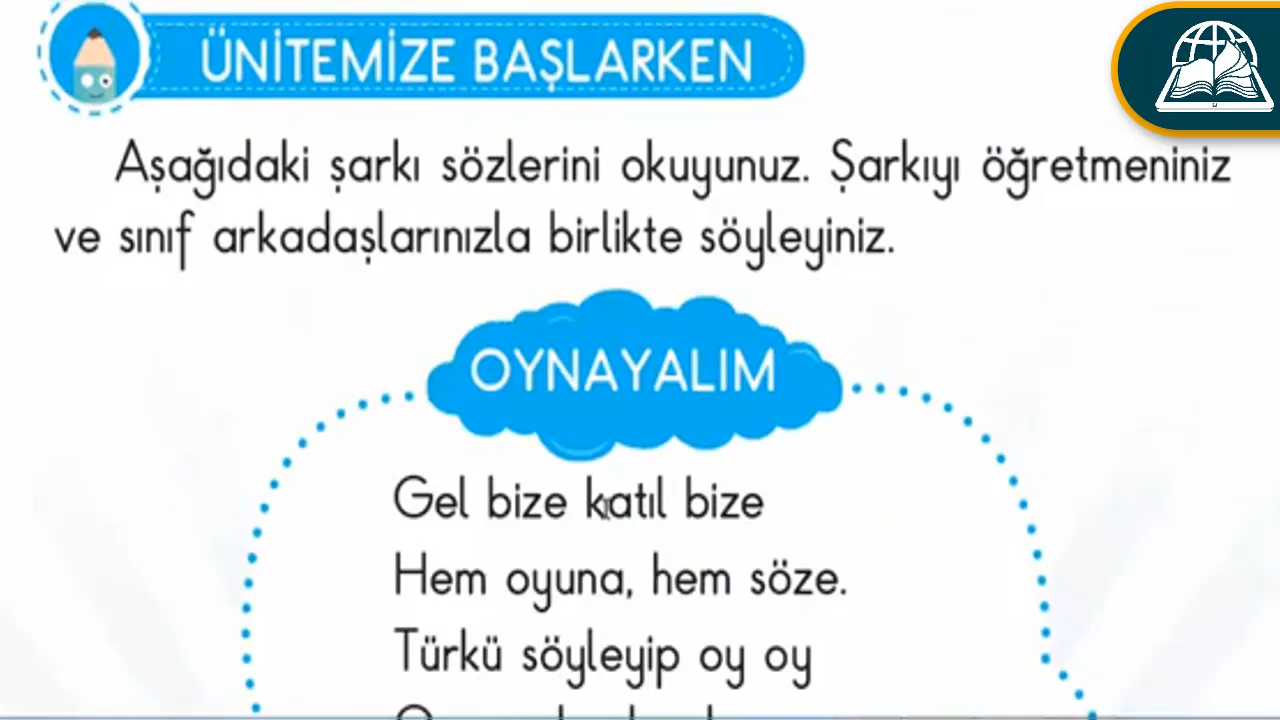 ÜNİTEMİZE BAŞLARKEN
Aşağıdaki şarkı sözlerini okuyunuz. Şarkıyı öğretmeniniz
ve sınıf arkadaşlarınızla birlikte söyleyiniz.
OYNAYALIM
Gel bize katıl bize
Hem oyuna, hem söze.
Türkü söyleyip oy oy